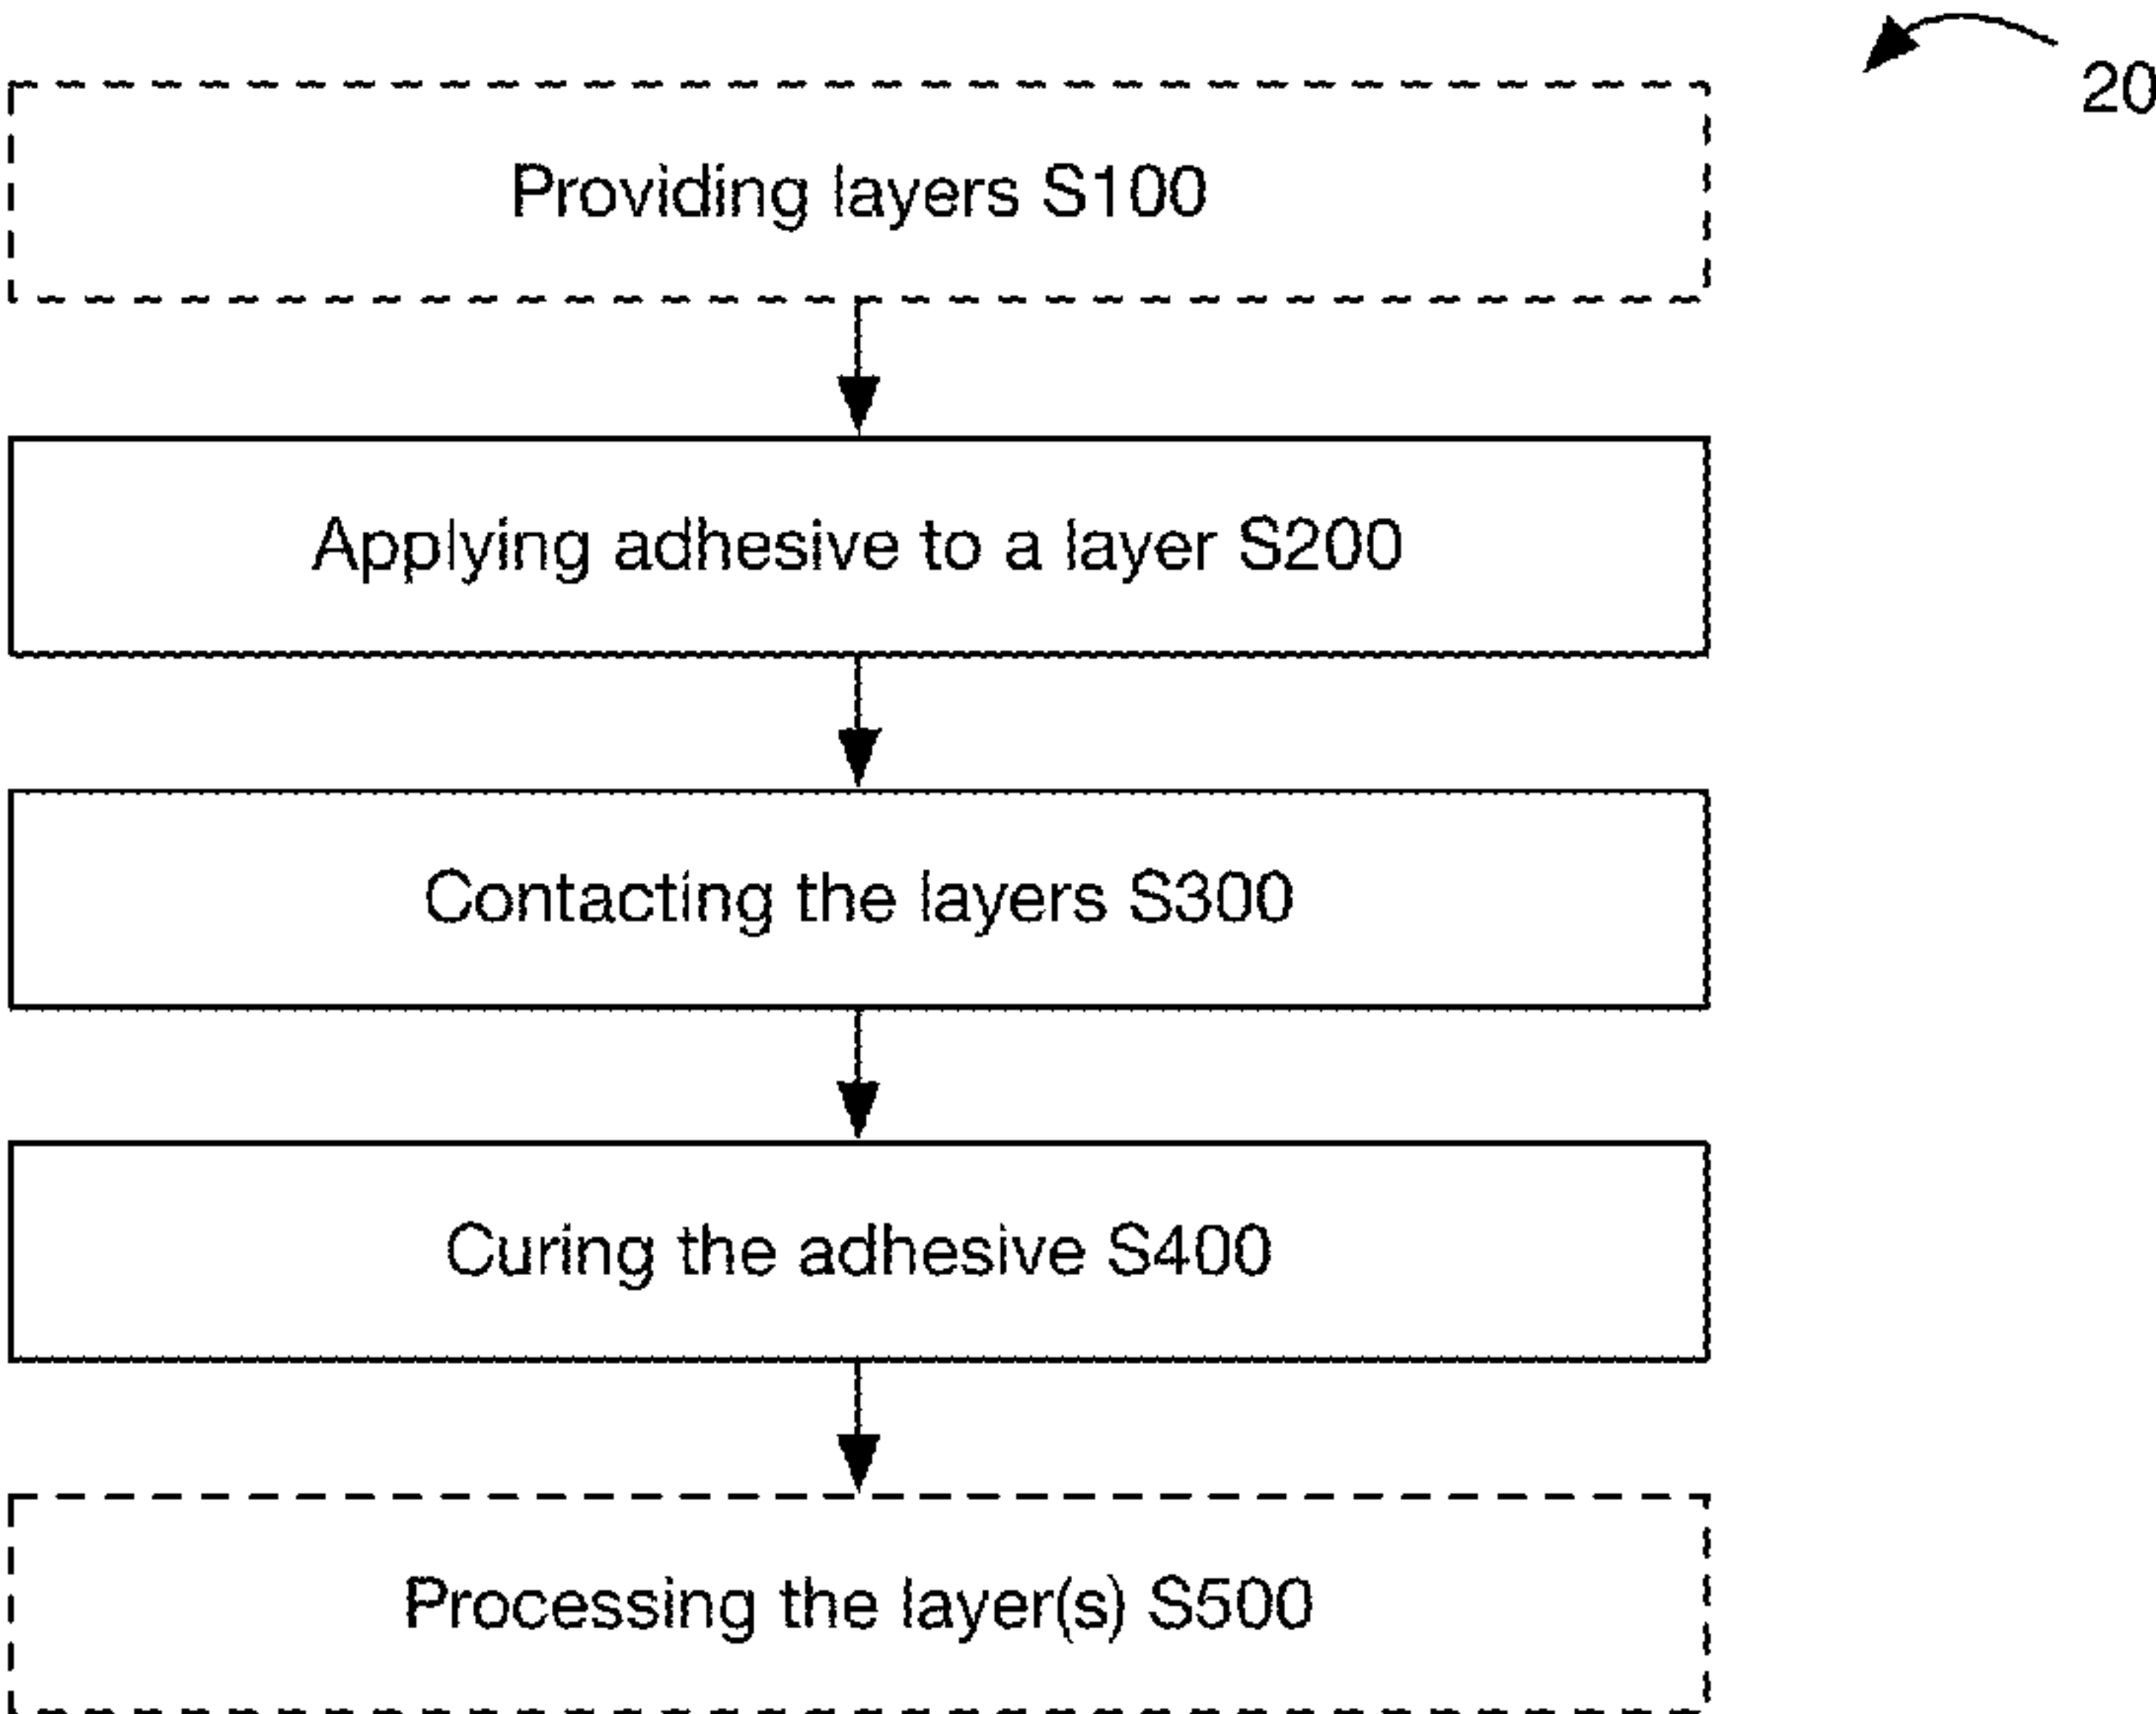 20
Providing layers S100
Applying adhesive to a layer S200
Contacting the layers S300
Curing the adhesive S400
Processing the layer(s) S500